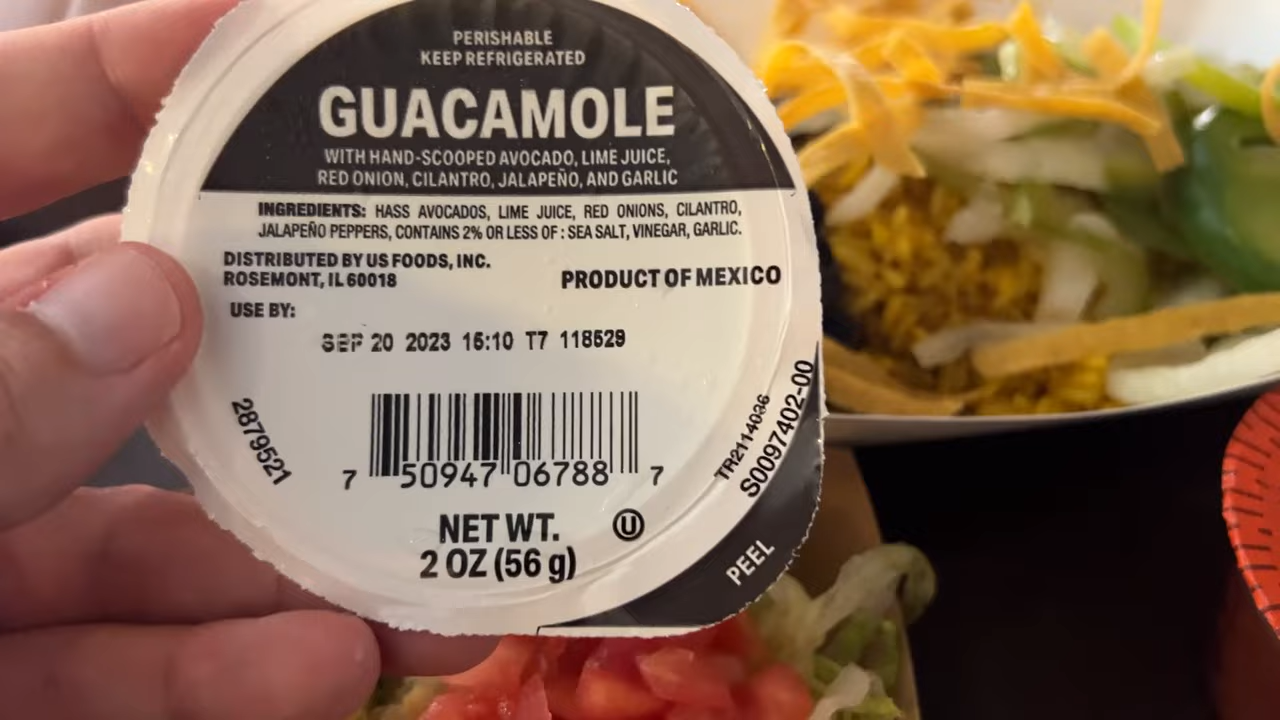 PERISHABLE
KEEP REFRIGERATED
GUACAMOLE
WITH HAND-SCOOPED AVOCADO, LIME JUICE,
RED ONION, CILANTRO, JALAPEÑO, AND GARLIC
INGREDIENTS: HASS AVOCADOS, LIME JUICE, RED ONIONS, CILANTRO,
JALAPEÑO PEPPERS, CONTAINS 2% OR LESS OF : SEA SALT, VINEGAR, GARLIC.
DISTRIBUTED BY US FOODS, INC.
ROSEMONT, IL 60018
PRODUCT OF MEXICO
USE BY:
SEP 20 2023 15:10 T7 118529
2879521
7 50947 06788 7
TR2114036
S0097402-00
NET WT.
2 OZ (56 g)
U
PEEL